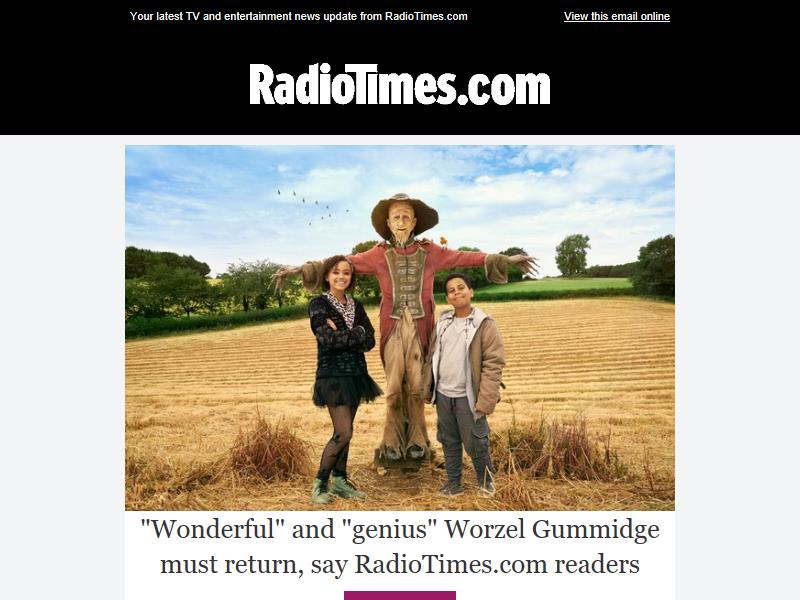 Your latest TV and entertainment news update from RadioTimes.com
View this email online
RadioTimes.com
"Wonderful" and "genius" Worzel Gummidge
must return, say RadioTimes.com readers